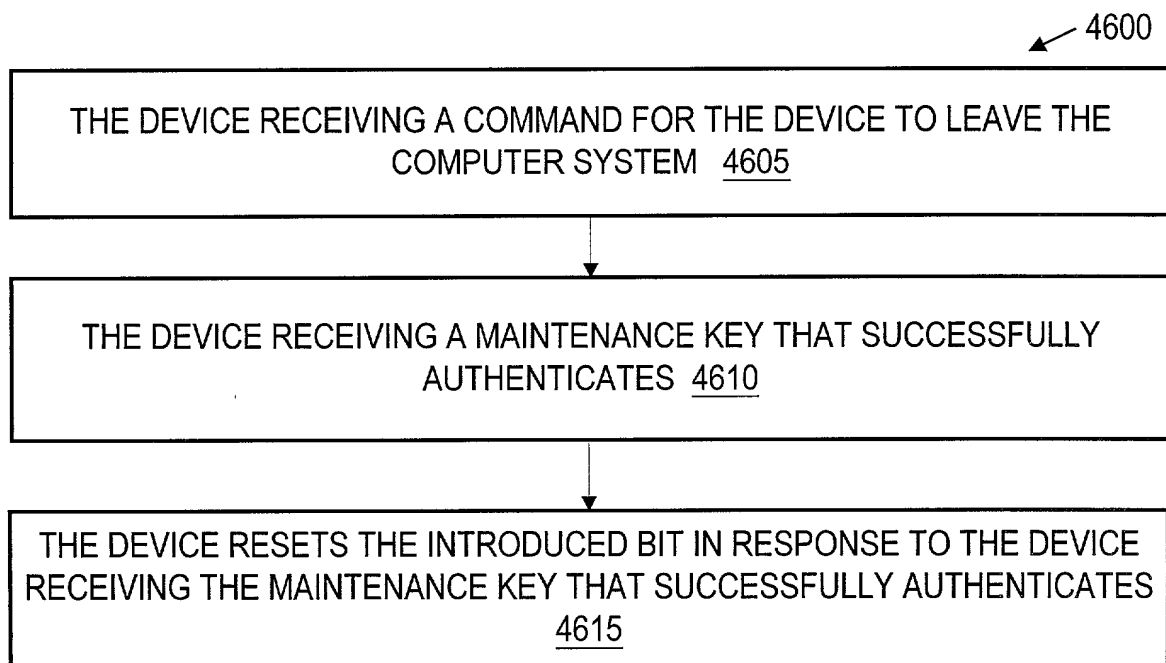 4600
THE DEVICE RECEIVING A COMMAND FOR THE DEVICE TO LEAVE THE
COMPUTER SYSTEM 4605
THE DEVICE RECEIVING A MAINTENANCE KEY THAT SUCCESSFULLY
AUTHENTICATES 4610
THE DEVICE RESETS THE INTRODUCED BIT IN RESPONSE TO THE DEVICE
RECEIVING THE MAINTENANCE KEY THAT SUCCESSFULLY AUTHENTICATES
4615